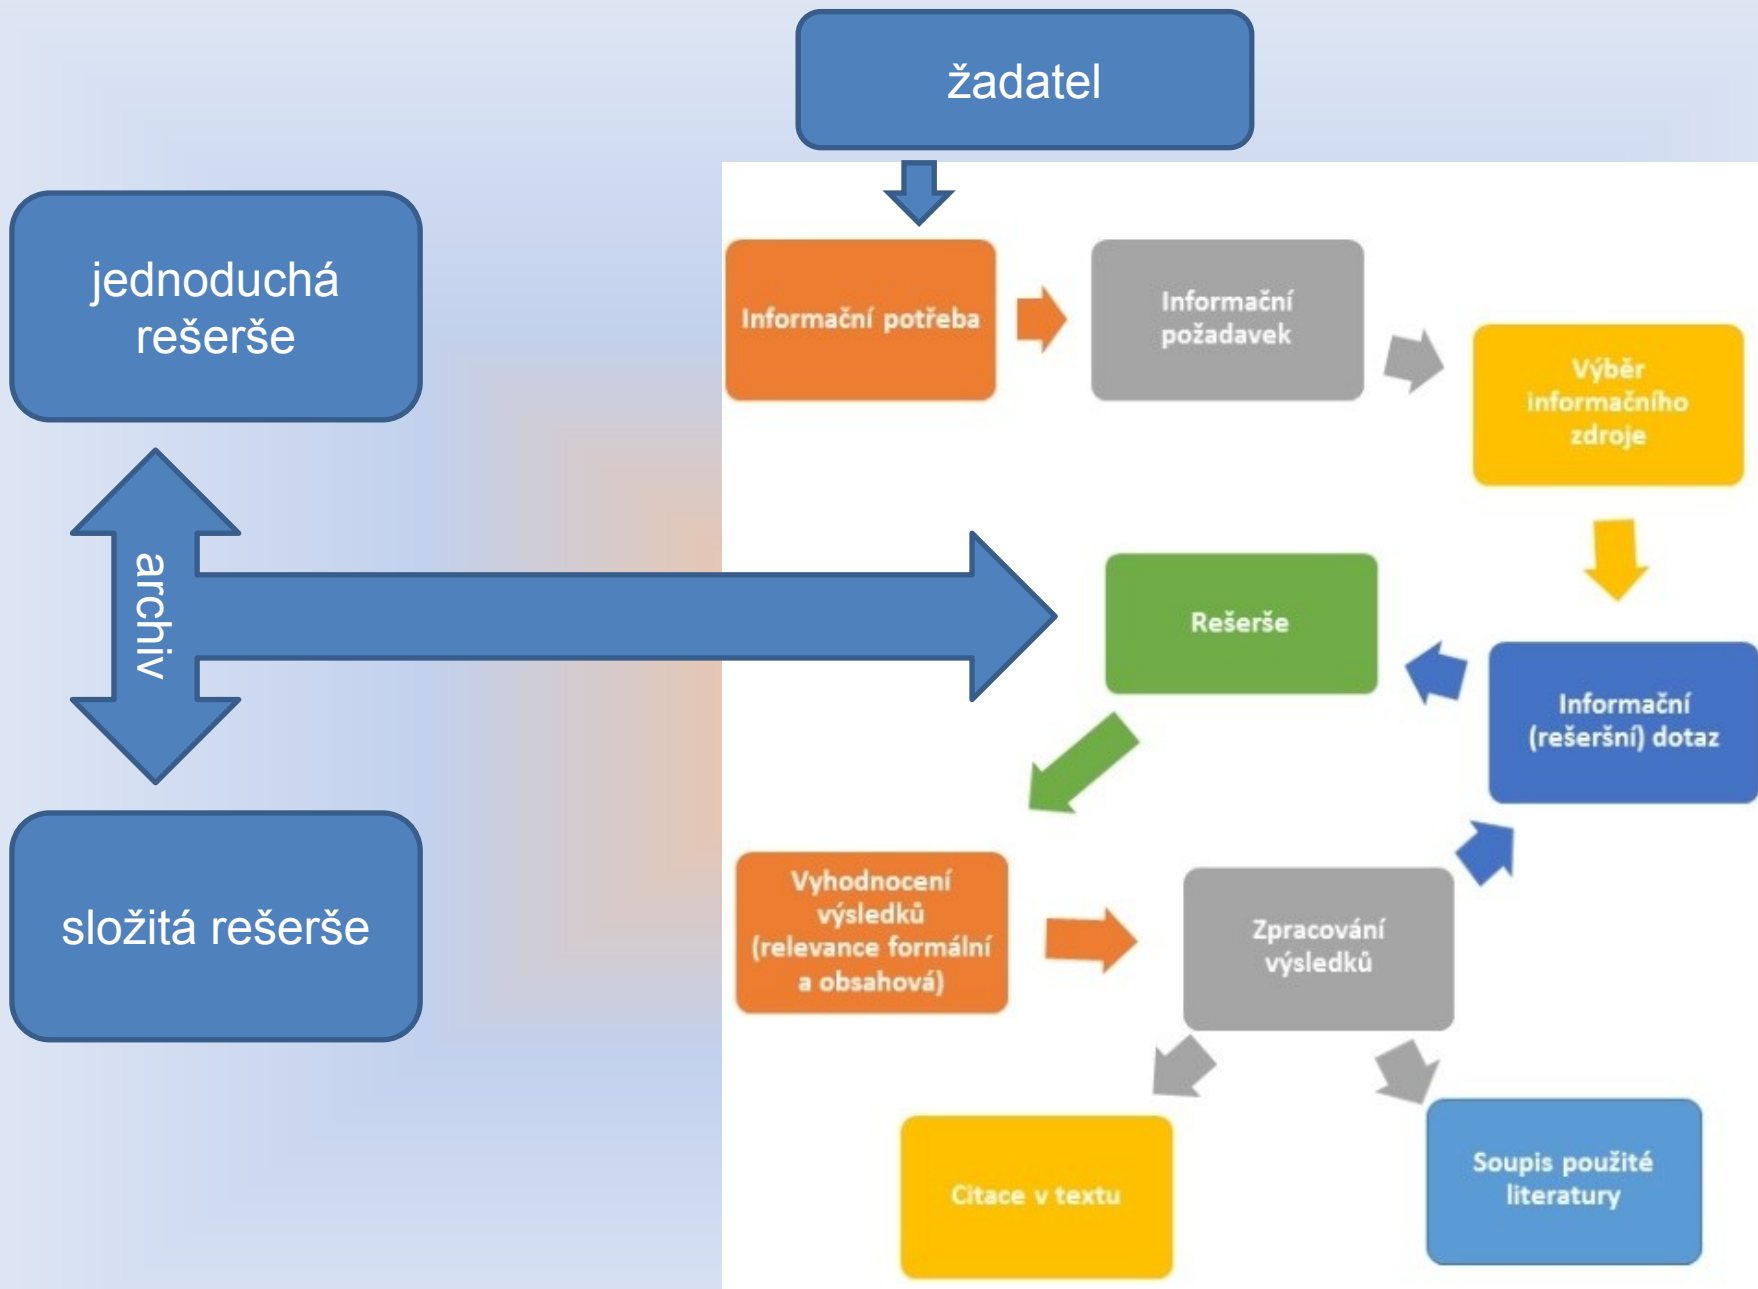 žadatel
jednoduchá
rešerše
archiv
složitá rešerše
Informační potřeba
Informační
požadavek
Výběr
informačního
zdroje
Rešerše
Informační
(rešeršní) dotaz
Vyhodnocení
výsledků
(relevance formální
a obsahová)
Zpracování
výsledků
Citace v textu
Soupis použité
literatury